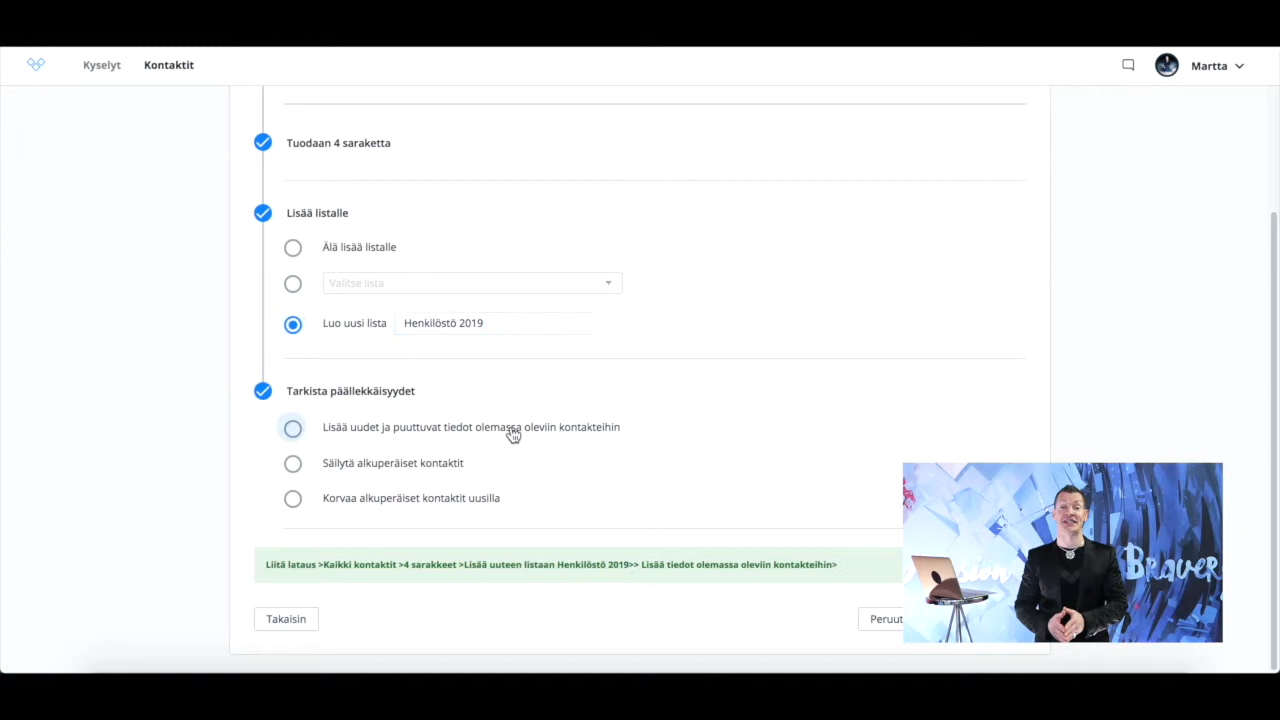 Kyselyt
Kontaktit
Martta
Tuodaan 4 saraketta
Lisää listalle
Älä lisää listalle
Valitse lista
Luo uusi lista
Henkilöstö 2019
Tarkista päällekkäisyydet
Lisää uudet ja puuttuvat tiedot olemassa oleviin kontakteihin
Säilytä alkuperäiset kontaktit
Korvaa alkuperäiset kontaktit uusilla
Liitä lataus >Kaikki kontaktit >4 sarakkeet >Lisää uuteen listaan Henkilöstö 2019>> Lisää tiedot olemassa oleviin kontakteihin>
Takaisin
Peruut
Braver